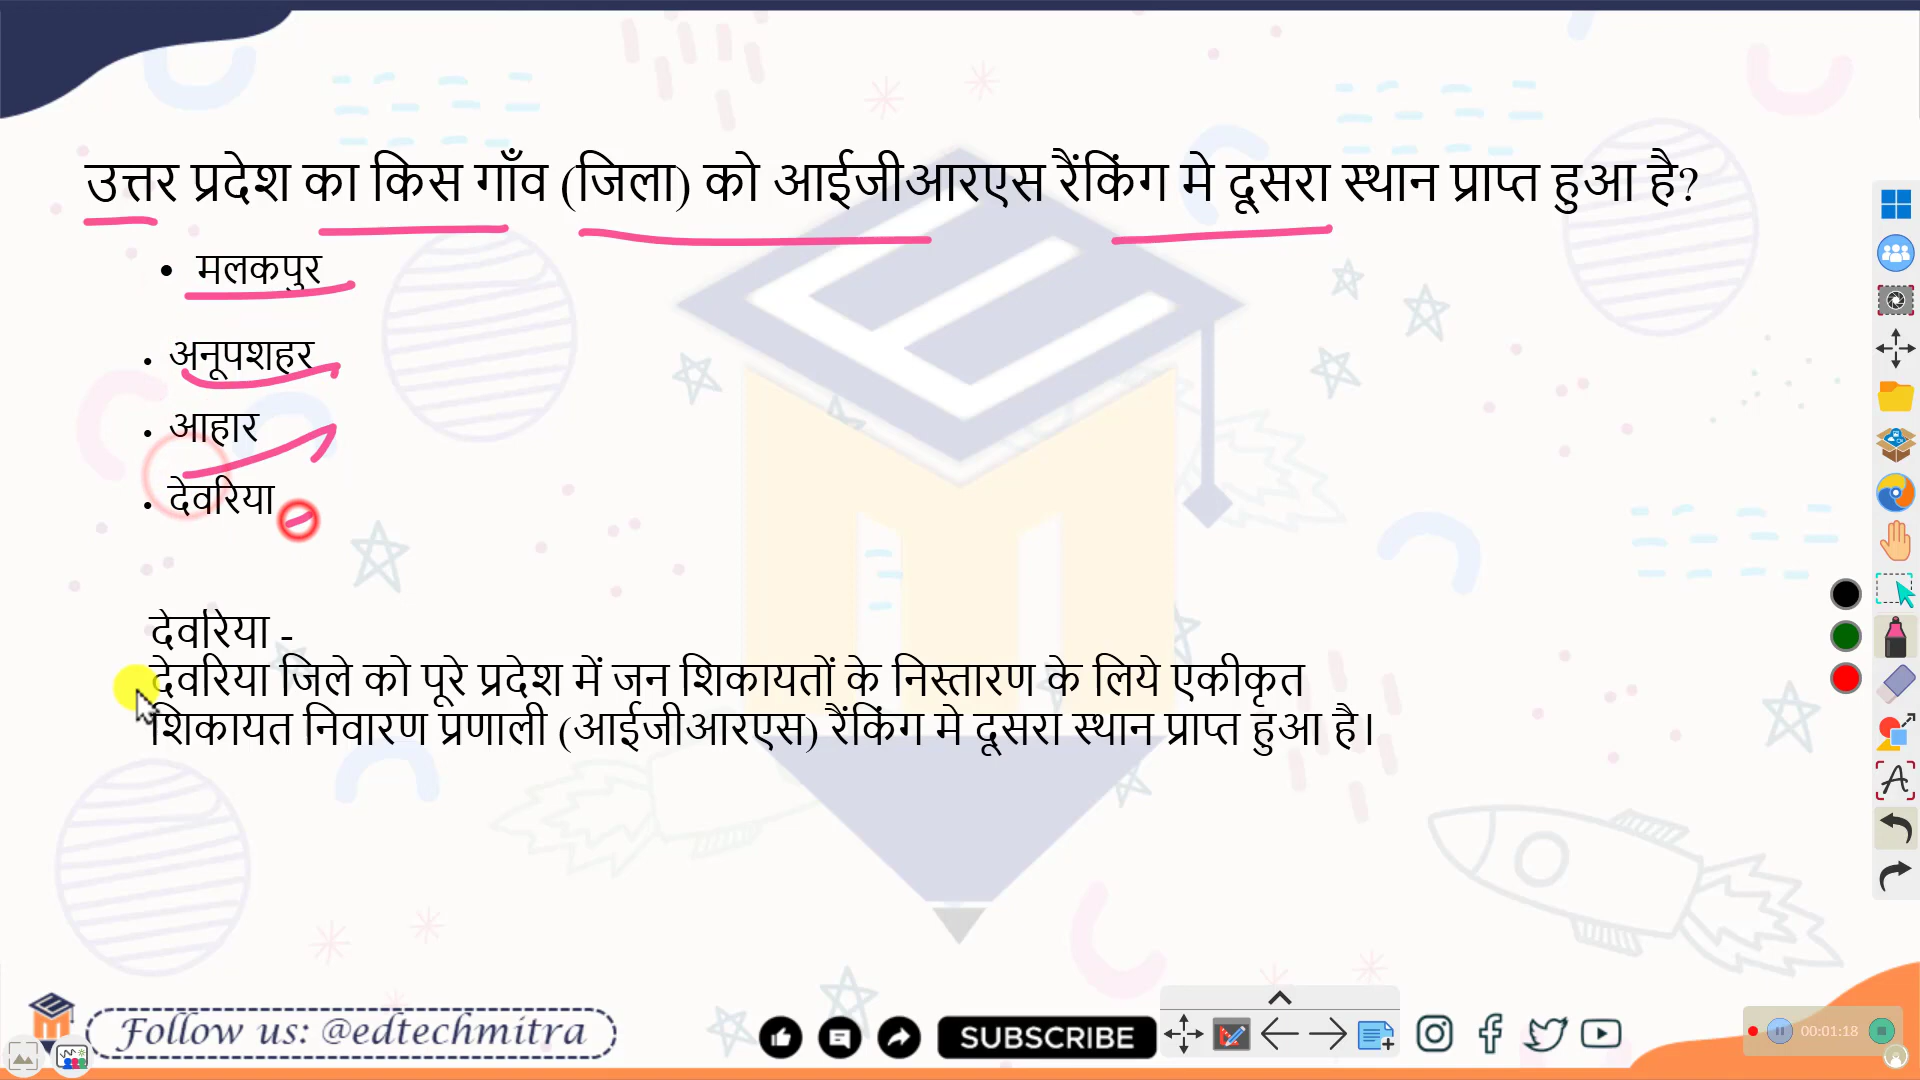 उत्तर प्रदेश का किस गाँव (जिला) को आईजीआरएस रैंकिंग मे दूसरा स्थान प्राप्त हुआ है?
• मलकपुर
• अनूपशहर
• आहार
• देवरिया
देवरिया -
देवरिया जिले को पूरे प्रदेश में जन शिकायतों के निस्तारण के लिये एकीकृत
शिकायत निवारण प्रणाली (आईजीआरएस) रैंकिंग मे दूसरा स्थान प्राप्त हुआ है।
Follow us: @edtechmitra
SUBSCRIBE
00:01:18